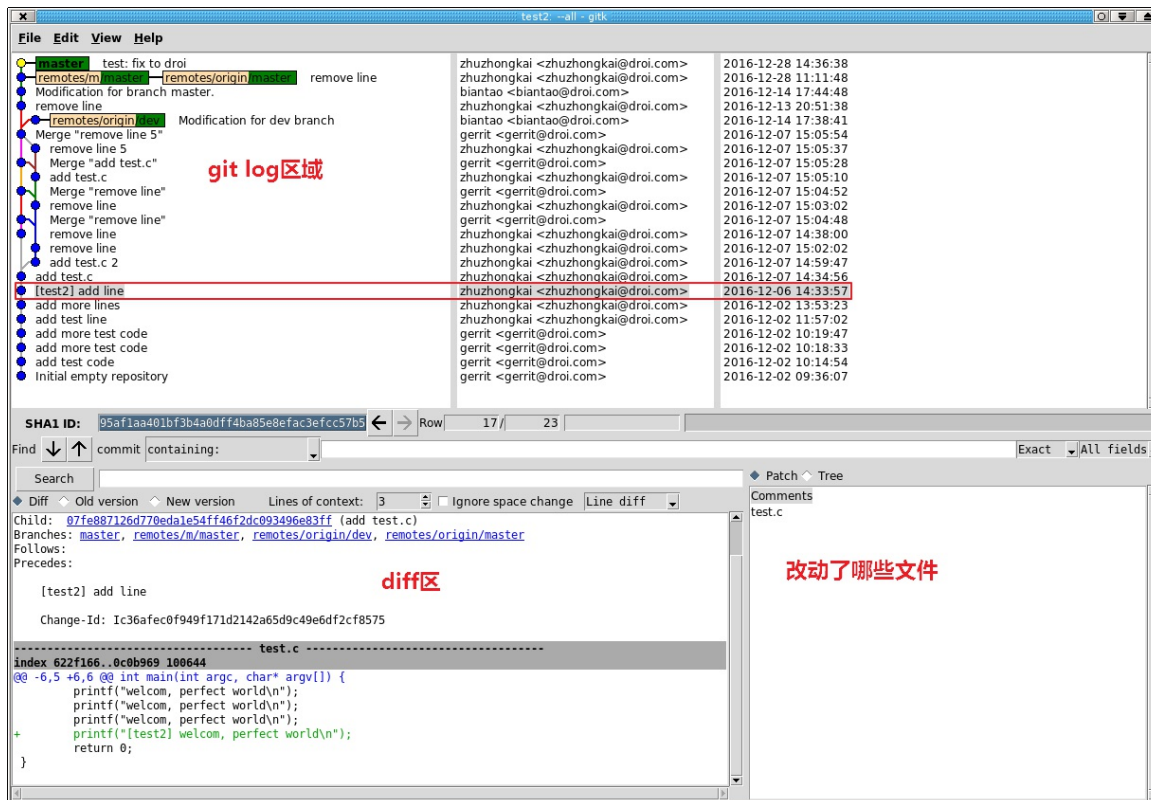 test2: --all - gitk
File Edit View Help
master test: fix to droi zhuzhongkai <zhuzhongkai@droi.com> 2016-12-28 14:36:38
remotes/m/master remotes/origin/master remove line zhuzhongkai <zhuzhongkai@droi.com> 2016-12-28 11:11:48
Modification for branch master. biantao <biantao@droi.com> 2016-12-14 17:44:48
remove line zhuzhongkai <zhuzhongkai@droi.com> 2016-12-13 20:51:38
remotes/origin/dev Modification for dev branch biantao <biantao@droi.com> 2016-12-14 17:38:41
Merge "remove line 5" gerrit <gerrit@droi.com> 2016-12-07 15:05:54
remove line 5 zhuzhongkai <zhuzhongkai@droi.com> 2016-12-07 15:05:37
Merge "add test.c" gerrit <gerrit@droi.com> 2016-12-07 15:05:28
add test.c zhuzhongkai <zhuzhongkai@droi.com> 2016-12-07 15:05:10
Merge "remove line" gerrit <gerrit@droi.com> 2016-12-07 15:04:52
remove line zhuzhongkai <zhuzhongkai@droi.com> 2016-12-07 15:03:02
Merge "remove line" gerrit <gerrit@droi.com> 2016-12-07 15:04:48
remove line zhuzhongkai <zhuzhongkai@droi.com> 2016-12-07 14:38:00
remove line zhuzhongkai <zhuzhongkai@droi.com> 2016-12-07 15:02:02
add test.c 2 zhuzhongkai <zhuzhongkai@droi.com> 2016-12-07 14:59:47
add test.c zhuzhongkai <zhuzhongkai@droi.com> 2016-12-07 14:34:56
[test2] add line zhuzhongkai <zhuzhongkai@droi.com> 2016-12-06 14:33:57
add more lines zhuzhongkai <zhuzhongkai@droi.com> 2016-12-02 13:53:23
add test line zhuzhongkai <zhuzhongkai@droi.com> 2016-12-02 11:57:02
add more test code gerrit <gerrit@droi.com> 2016-12-02 10:19:47
add more test code gerrit <gerrit@droi.com> 2016-12-02 10:18:33
add test code gerrit <gerrit@droi.com> 2016-12-02 10:14:54
Initial empty repository gerrit <gerrit@droi.com> 2016-12-02 09:36:07
git log区域
SHA1 ID: 95af1aa401bf3b4a0dff4ba85e8efac3efcc57b5 Row 17 / 23
Find commit containing: Exact All fields
Search
Diff Old version New version Lines of context: 3 Ignore space change Line diff
Child: 07fe887126d770eda1e54ff46f2dc093496e83ff (add test.c)
Branches: master, remotes/m/master, remotes/origin/dev, remotes/origin/master
Follows:
Precedes:
[test2] add line
Change-Id: Ic36afec0f949f171d2142a65d9c49e6df2cf8575
diff区
------------------------------------ test.c ------------------------------------
index 622f166..0c0b969 100644
@@ -6,5 +6,6 @@ int main(int argc, char* argv[]) {
printf("welcom, perfect world\n");
printf("welcom, perfect world\n");
printf("welcom, perfect world\n");
+ printf("[test2] welcom, perfect world\n");
return 0;
}
Patch Tree
Comments
test.c
改动了哪些文件